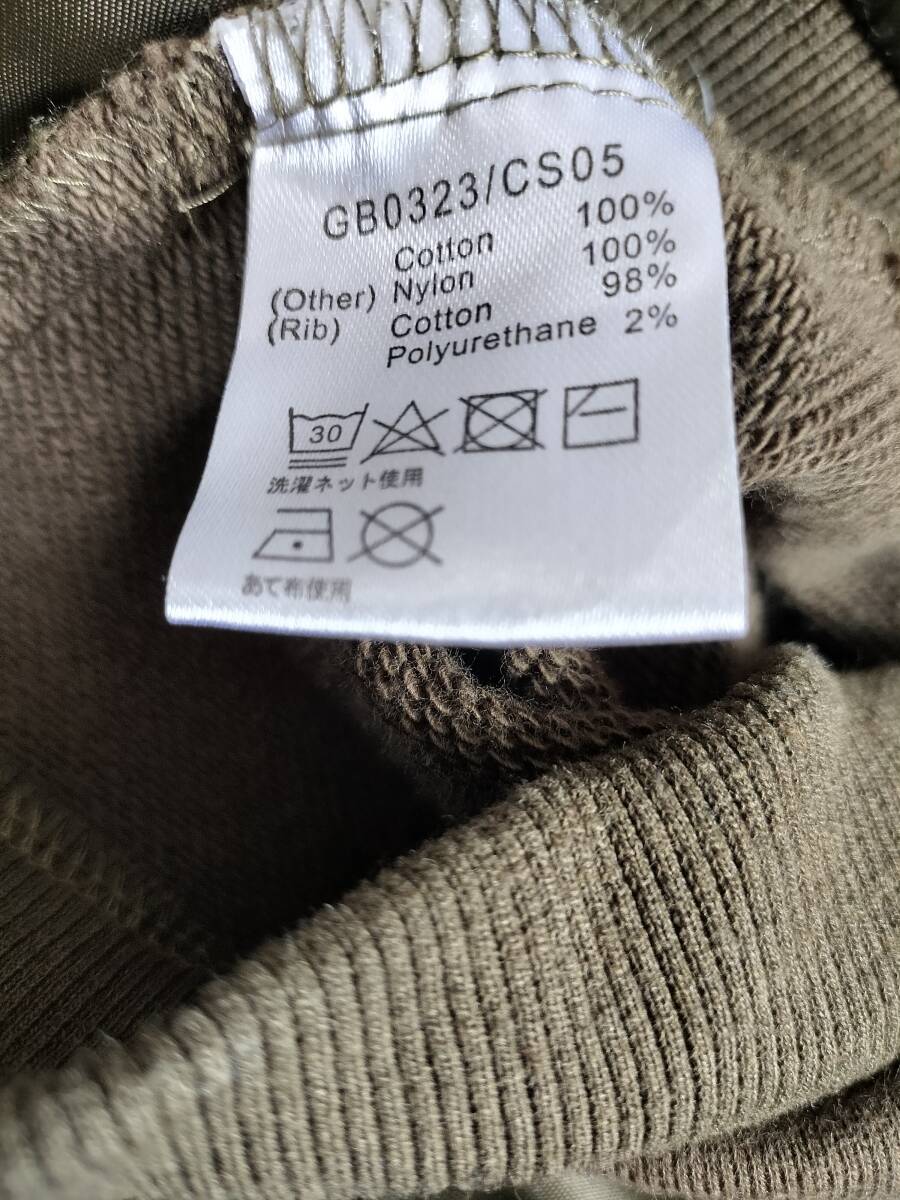 GB0323/CS05
Cotton 100%
(Other) Nylon 100%
(Rib) Cotton 98%
Polyurethane 2%
30
洗濯ネット使用
あて布使用